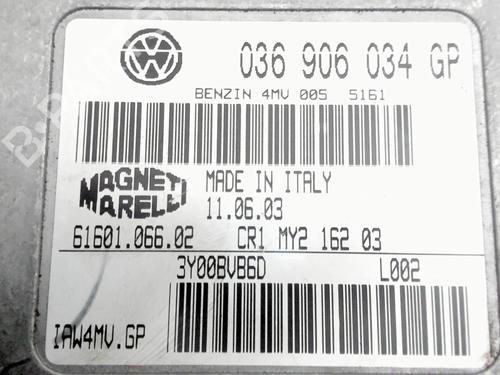 036 906 034 GP
BENZIN 4MV 005 5161
MAGNETI MARELLI
MADE IN ITALY
11.06.03
61601.066.02 CR1 MY2 162 03
3Y00BVB6D L002
IAW4MV.GP